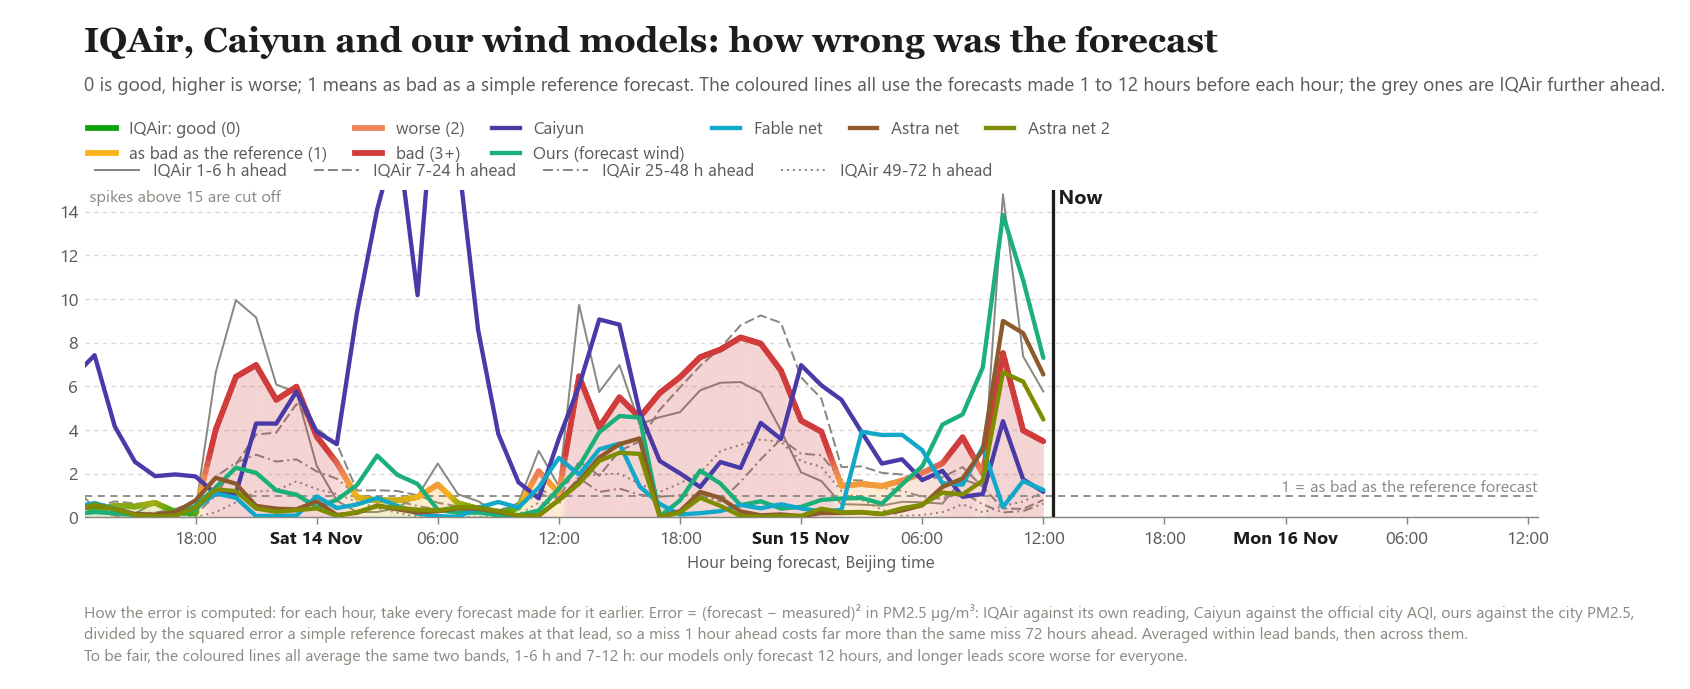 IQAir, Caiyun and our wind models: how wrong was the forecast
0 is good, higher is worse; 1 means as bad as a simple reference forecast. The coloured lines all use the forecasts made 1 to 12 hours before each hour; the grey ones are IQAir further ahead.
IQAir: good (0) worse (2) Caiyun Fable net Astra net Astra net 2
as bad as the reference (1) bad (3+) Ours (forecast wind)
IQAir 1-6 h ahead IQAir 7-24 h ahead IQAir 25-48 h ahead IQAir 49-72 h ahead
spikes above 15 are cut off
Now
14
12
10
8
6
4
2
0
1 = as bad as the reference forecast
18:00 Sat 14 Nov 06:00 12:00 18:00 Sun 15 Nov 06:00 12:00 18:00 Mon 16 Nov 06:00 12:00
Hour being forecast, Beijing time
How the error is computed: for each hour, take every forecast made for it earlier. Error = (forecast − measured)² in PM2.5 µg/m³: IQAir against its own reading, Caiyun against the official city AQI, ours against the city PM2.5,
divided by the squared error a simple reference forecast makes at that lead, so a miss 1 hour ahead costs far more than the same miss 72 hours ahead. Averaged within lead bands, then across them.
To be fair, the coloured lines all average the same two bands, 1-6 h and 7-12 h: our models only forecast 12 hours, and longer leads score worse for everyone.